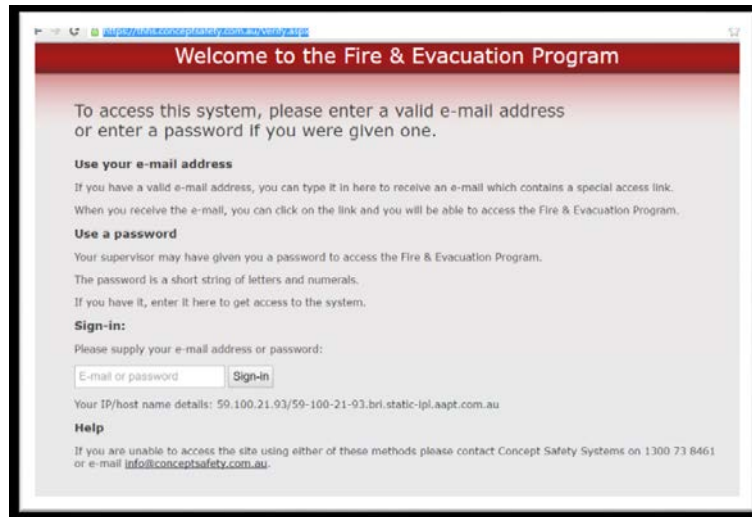 Welcome to the Fire & Evacuation Program
To access this system, please enter a valid e-mail address
or enter a password if you were given one.
Use your e-mail address
If you have a valid e-mail address, you can type it in here to receive an e-mail which contains a special access link.
When you receive the e-mail, you can click on the link and you will be able to access the Fire & Evacuation Program.
Use a password
Your supervisor may have given you a password to access the Fire & Evacuation Program.
The password is a short string of letters and numerals.
If you have it, enter it here to get access to the system.
Sign-in:
Please supply your e-mail address or password:
E-mail or password Sign-in
Your IP/host name details: 59.100.21.93/59-100-21-93.bri.static-ipl.aapt.com.au
Help
If you are unable to access the site using either of these methods please contact Concept Safety Systems on 1300 73 8461
or e-mail info@conceptsafety.com.au.